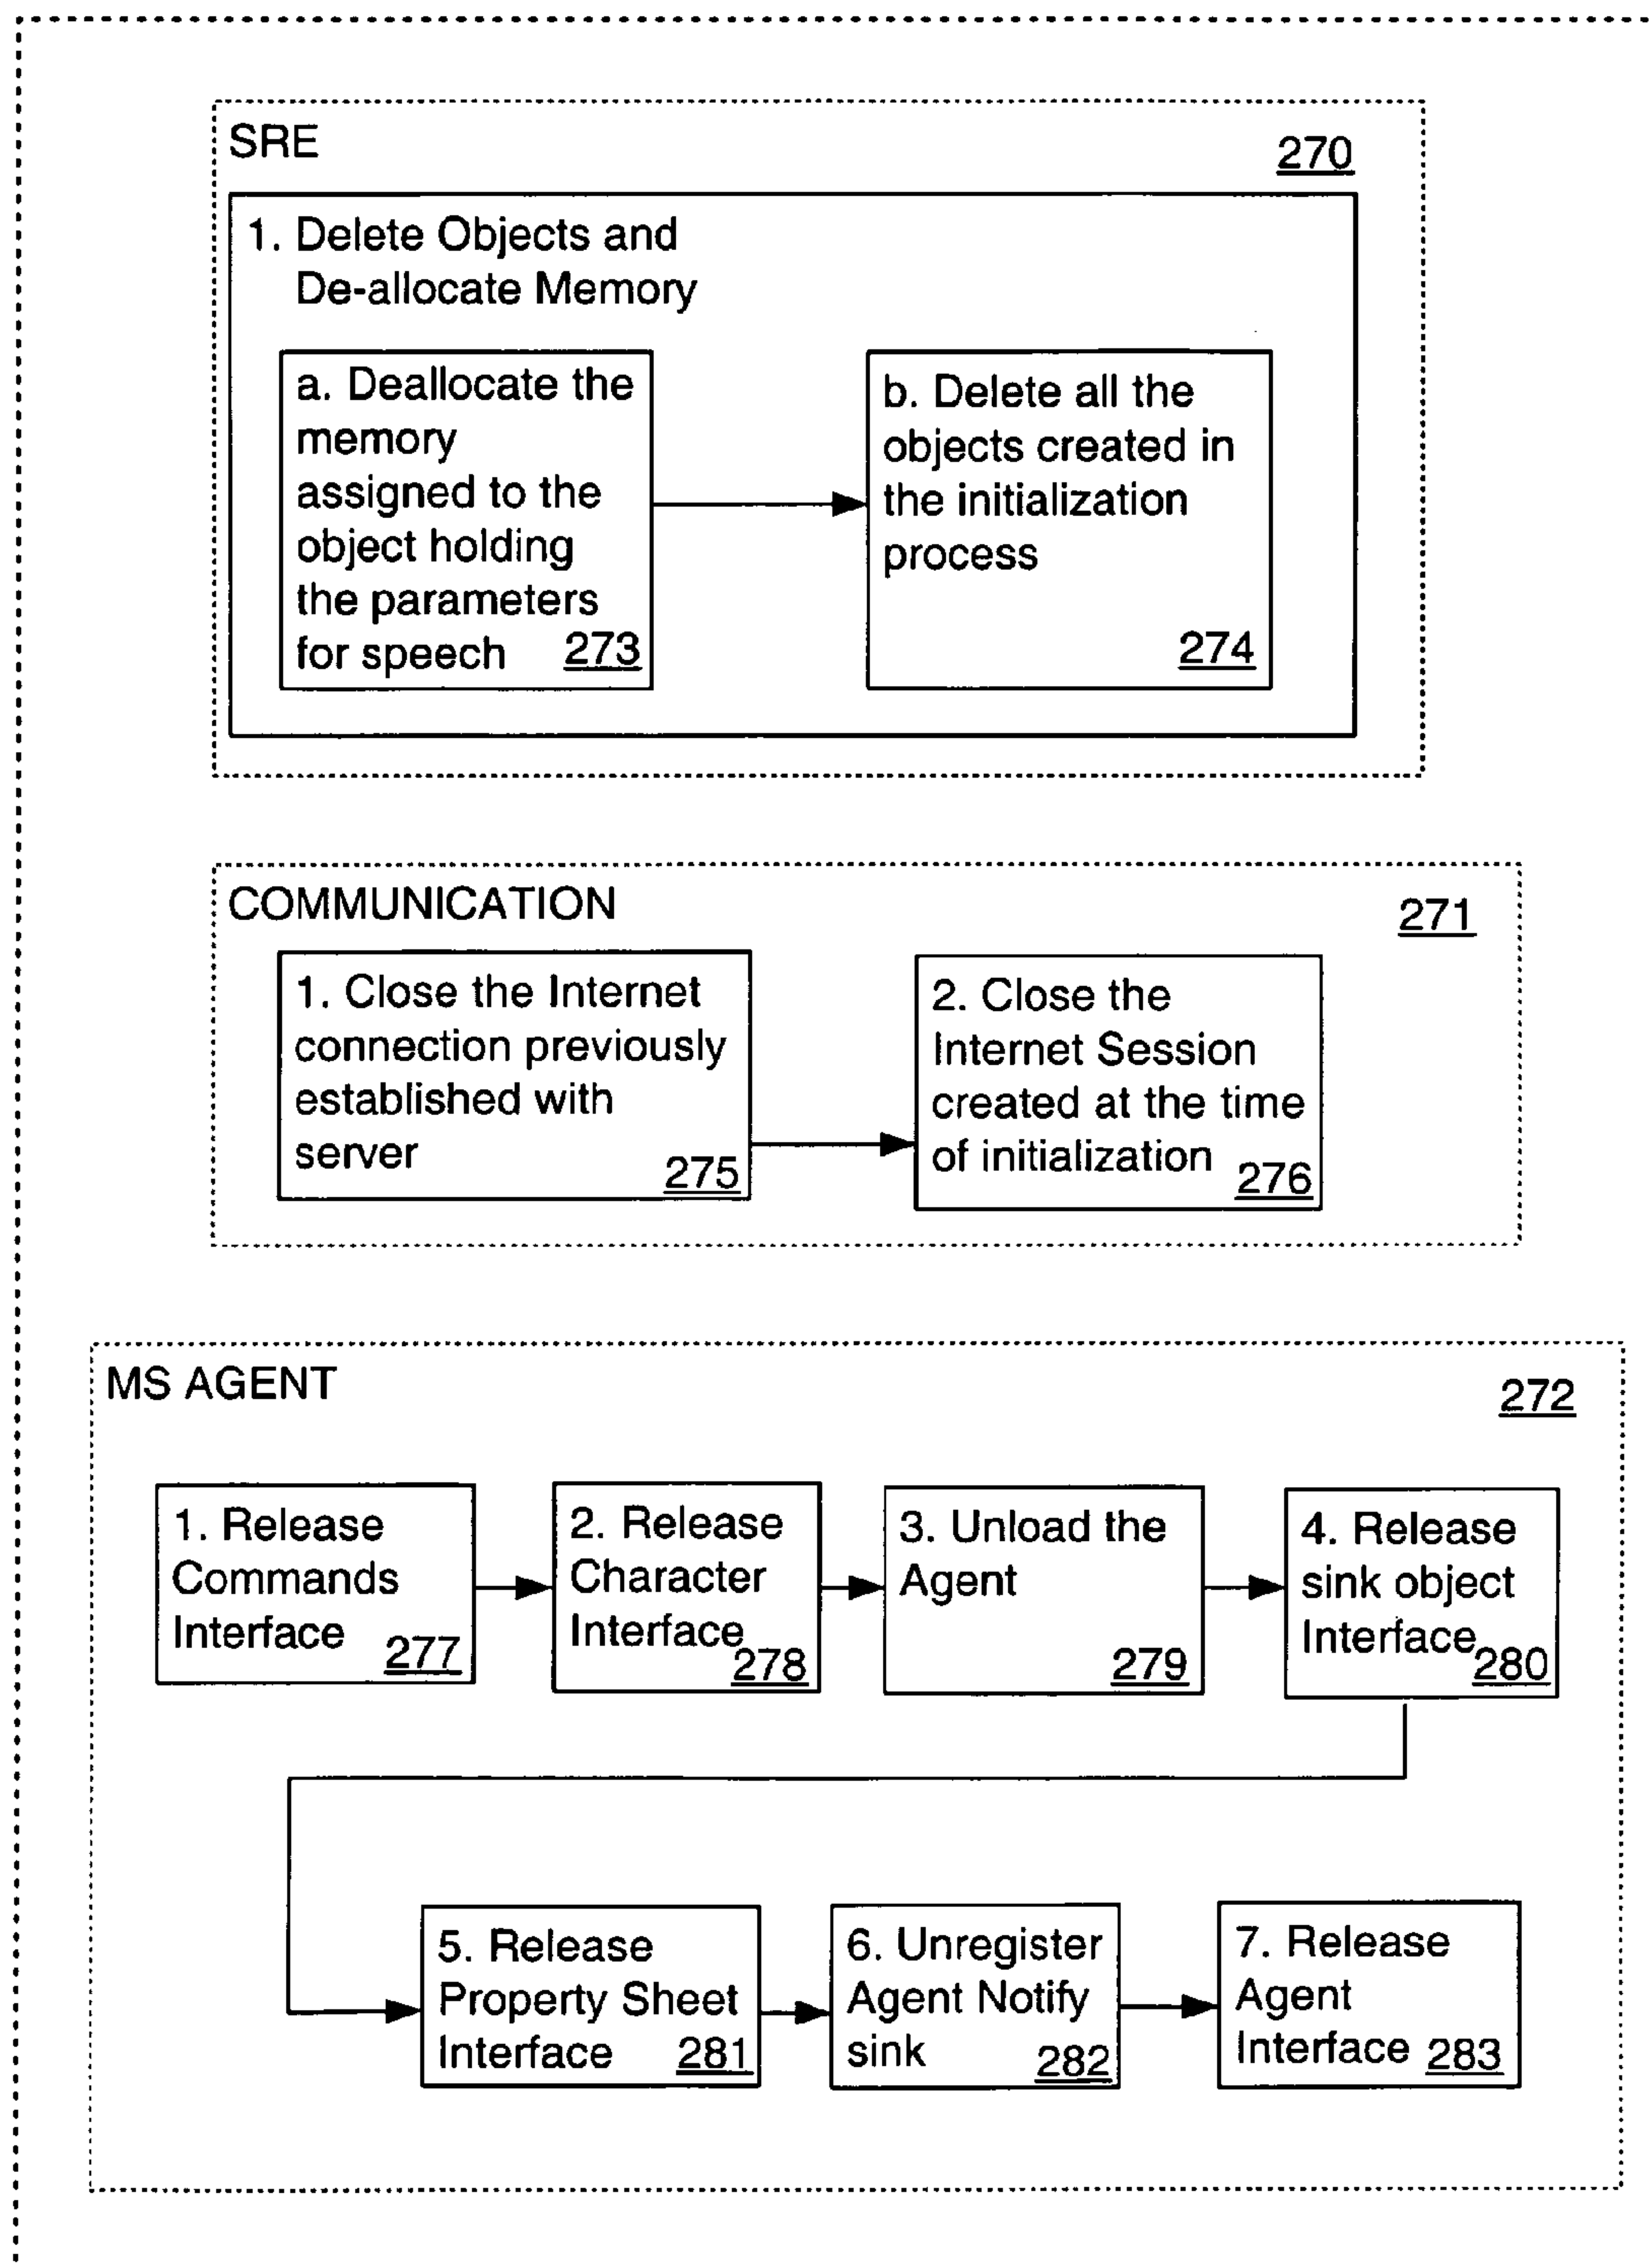 SRE
270
1. Delete Objects and
De-allocate Memory
a. Deallocate the
memory
assigned to the
object holding
the parameters
for speech 273
b. Delete all the
objects created in
the initialization
process
274
COMMUNICATION
271
1. Close the Internet
connection previously
established with
server
275
2. Close the
Internet Session
created at the time
of initialization 276
MS AGENT
272
1. Release
Commands
Interface 277
2. Release
Character
Interface
278
3. Unload the
Agent
279
4. Release
sink object
Interface
280
5. Release
Property Sheet
Interface 281
6. Unregister
Agent Notify
sink 282
7. Release
Agent
Interface 283